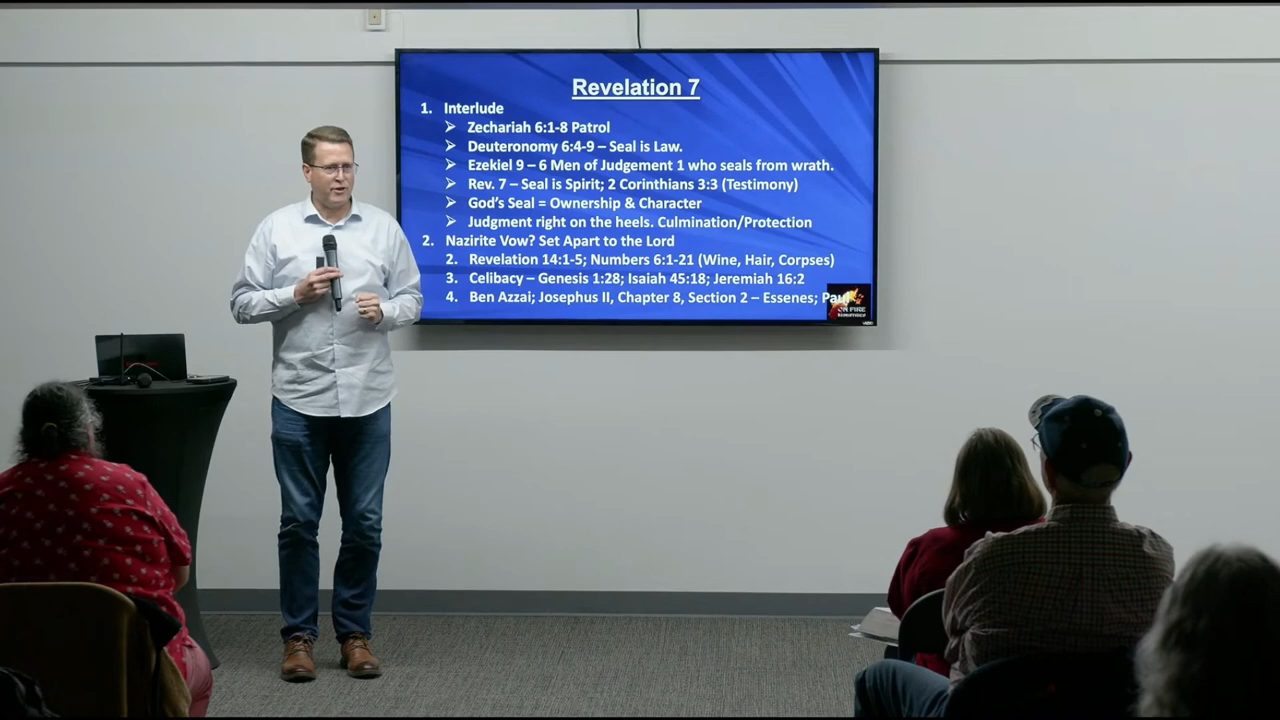 Revelation 7
1. Interlude
➢ Zechariah 6:1-8 Patrol
➢ Deuteronomy 6:4-9 – Seal is Law.
➢ Ezekiel 9 – 6 Men of Judgement 1 who seals from wrath.
➢ Rev. 7 – Seal is Spirit; 2 Corinthians 3:3 (Testimony)
➢ God's Seal = Ownership & Character
➢ Judgment right on the heels. Culmination/Protection
2. Nazirite Vow? Set Apart to the Lord
2. Revelation 14:1-5; Numbers 6:1-21 (Wine, Hair, Corpses)
3. Celibacy – Genesis 1:28; Isaiah 45:18; Jeremiah 16:2
4. Ben Azzai; Josephus II, Chapter 8, Section 2 – Essenes; Paul
ON FIRE